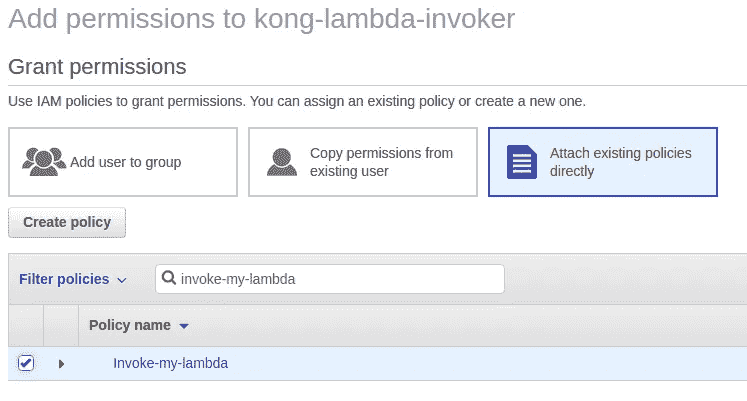 Add permissions to kong-lambda-invoker
Grant permissions
Use IAM policies to grant permissions. You can assign an existing policy or create a new one.
Add user to group
Copy permissions from
existing user
Attach existing policies
directly
Create policy
Filter policies
invoke-my-lambda
Policy name
Invoke-my-lambda